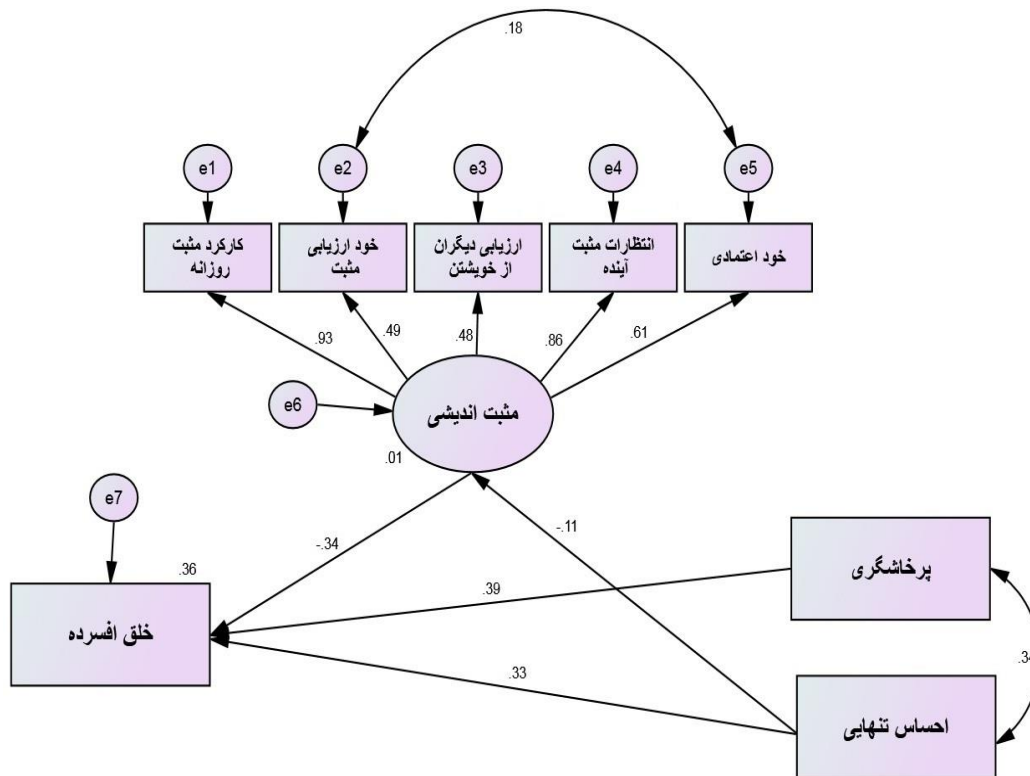 .18
e1
e2
e3
e4
e5
کارکرد مثبت
روزانه
خود ارزیابی
مثبت
ارزیابی دیگران
از خویشتن
انتظارات مثبت
آینده
خود اعتمادی
.93
.49
.48
.86
.61
e6
مثبت اندیشی
.01
e7
-.34
-.11
.36
خلق افسرده
.39
پرخاشگری
.33
.34
احساس تنهایی